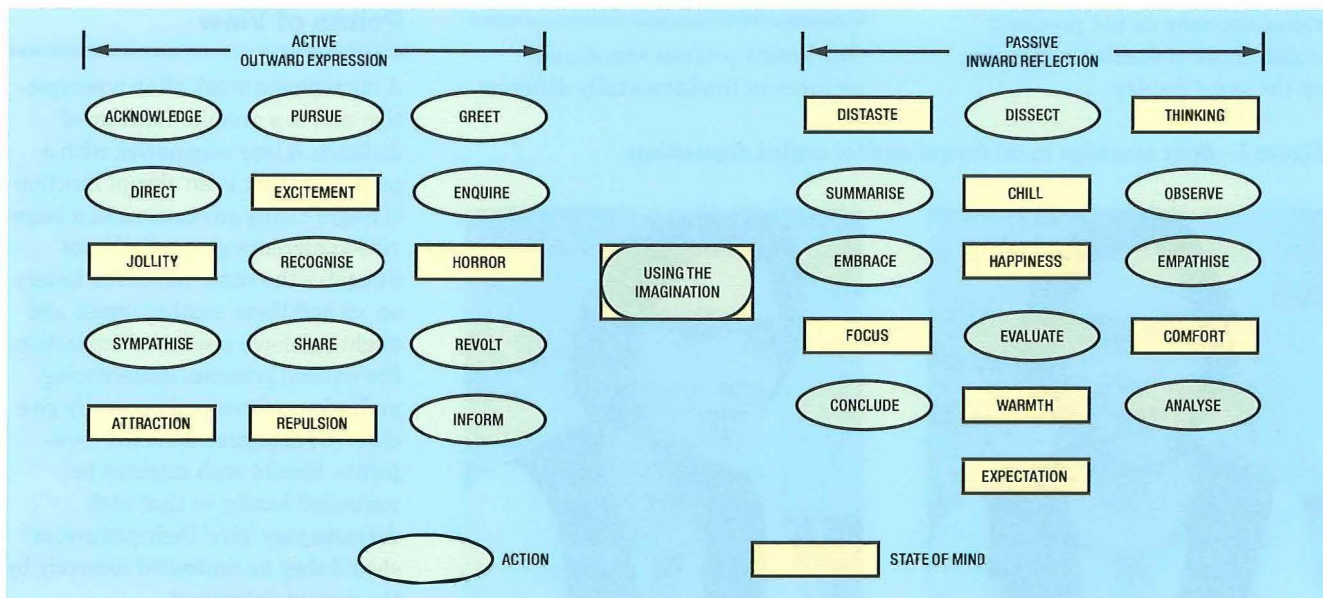 ACTIVE
OUTWARD EXPRESSION
PASSIVE
INWARD REFLECTION
ACKNOWLEDGE
PURSUE
GREET
DIRECT
EXCITEMENT
ENQUIRE
JOLLITY
RECOGNISE
HORROR
SYMPATHISE
SHARE
REVOLT
ATTRACTION
REPULSION
INFORM
USING THE
IMAGINATION
DISTASTE
DISSECT
THINKING
SUMMARISE
CHILL
OBSERVE
EMBRACE
HAPPINESS
EMPATHISE
FOCUS
EVALUATE
COMFORT
CONCLUDE
WARMTH
ANALYSE
EXPECTATION
ACTION
STATE OF MIND